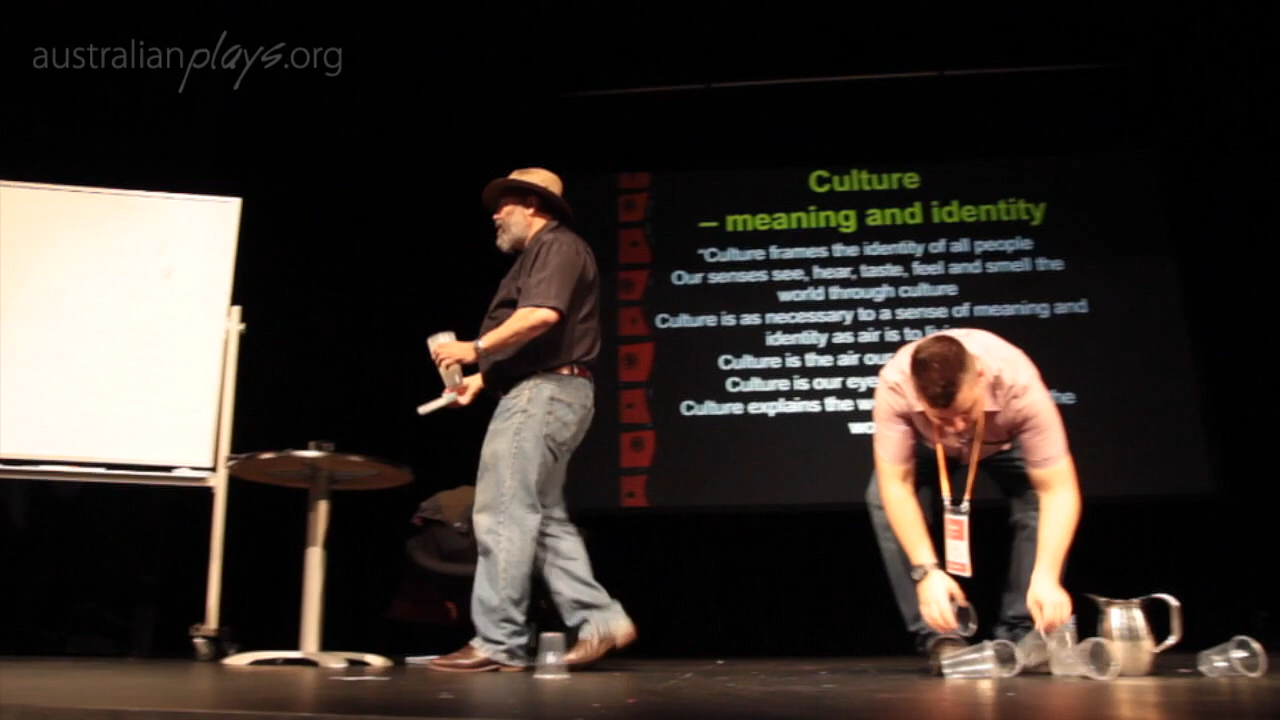 australianplays.org
Culture
– meaning and identity
"Culture frames the identity of all people
Our senses see, hear, taste, feel and smell the
world through culture
Culture is as necessary to a sense of meaning and
identity as air is to
Culture is the air our
Culture is our
Culture explains the the